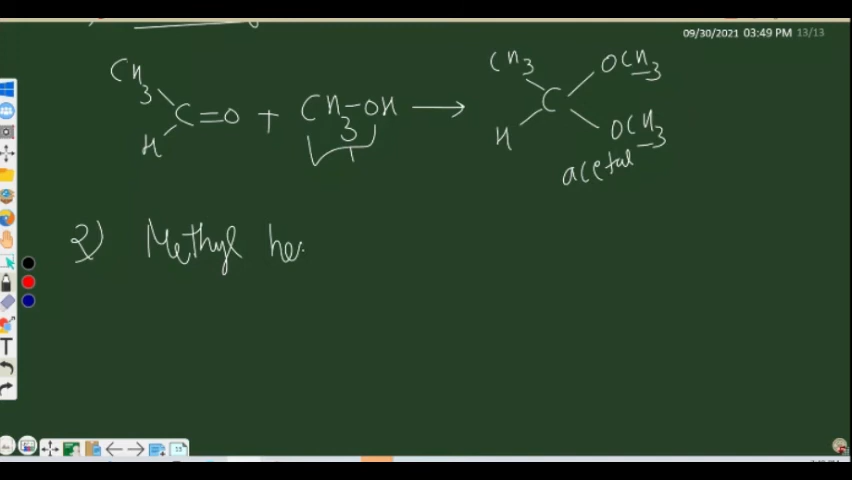 09/30/2021 03:49 PM 13/13
CH3 CH3 OCH3
C=O + CH3-OH → C
H H OCH3
acetal
2) Methyl he
T